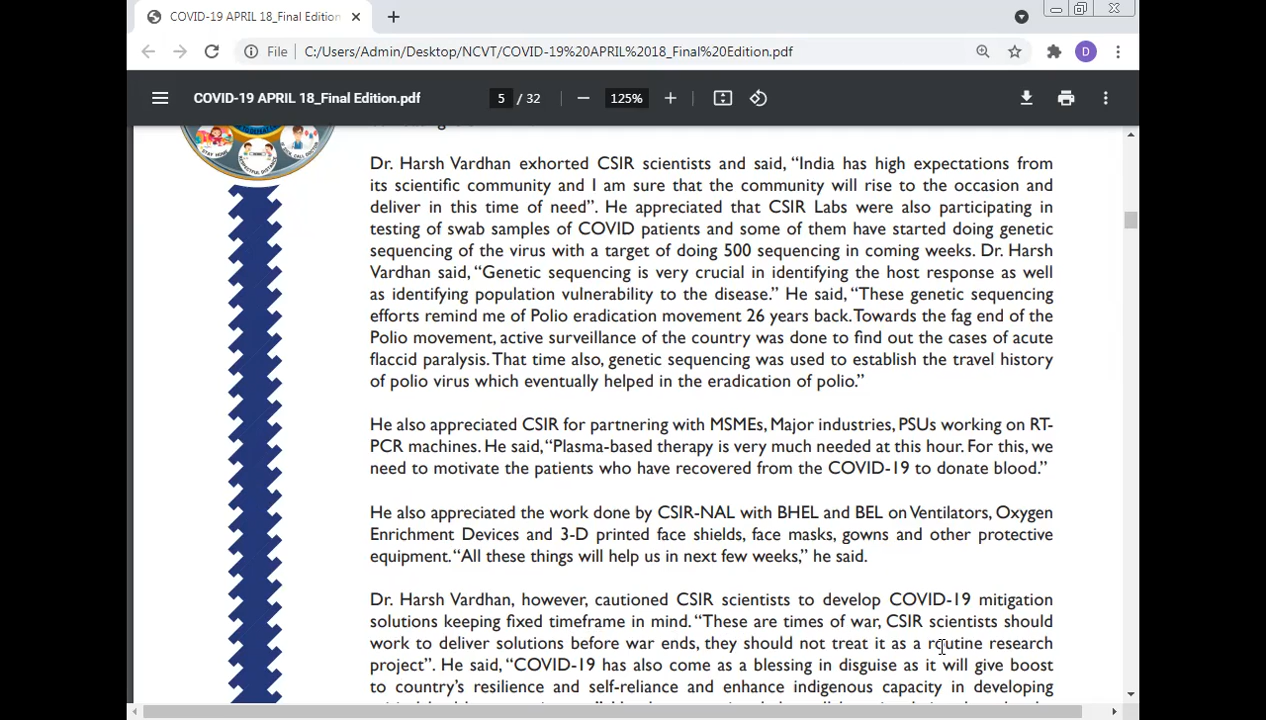 COVID-19 APRIL 18_Final Edition
File
C:/Users/Admin/Desktop/NCVT/COVID-19%20APRIL%2018_Final%20Edition.pdf
D
COVID-19 APRIL 18_Final Edition.pdf
5 / 32
125%
STAY HOME
RESPECTFUL DISTANCE
IF SICK, CALL DOCTOR
Dr. Harsh Vardhan exhorted CSIR scientists and said, “India has high expectations from
its scientific community and I am sure that the community will rise to the occasion and
deliver in this time of need”. He appreciated that CSIR Labs were also participating in
testing of swab samples of COVID patients and some of them have started doing genetic
sequencing of the virus with a target of doing 500 sequencing in coming weeks. Dr. Harsh
Vardhan said, “Genetic sequencing is very crucial in identifying the host response as well
as identifying population vulnerability to the disease.” He said, “These genetic sequencing
efforts remind me of Polio eradication movement 26 years back. Towards the fag end of the
Polio movement, active surveillance of the country was done to find out the cases of acute
flaccid paralysis. That time also, genetic sequencing was used to establish the travel history
of polio virus which eventually helped in the eradication of polio.”
He also appreciated CSIR for partnering with MSMEs, Major industries, PSUs working on RT-
PCR machines. He said, “Plasma-based therapy is very much needed at this hour. For this, we
need to motivate the patients who have recovered from the COVID-19 to donate blood.”
He also appreciated the work done by CSIR-NAL with BHEL and BEL on Ventilators, Oxygen
Enrichment Devices and 3-D printed face shields, face masks, gowns and other protective
equipment. “All these things will help us in next few weeks,” he said.
Dr. Harsh Vardhan, however, cautioned CSIR scientists to develop COVID-19 mitigation
solutions keeping fixed timeframe in mind. “These are times of war, CSIR scientists should
work to deliver solutions before war ends, they should not treat it as a routine research
project”. He said, “COVID-19 has also come as a blessing in disguise as it will give boost
to country’s resilience and self-reliance and enhance indigenous capacity in developing